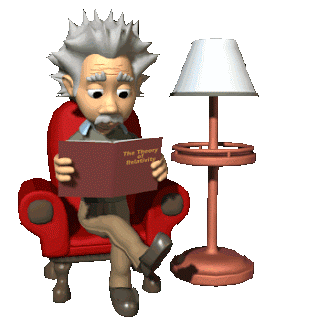 The Theory
of
Relativity